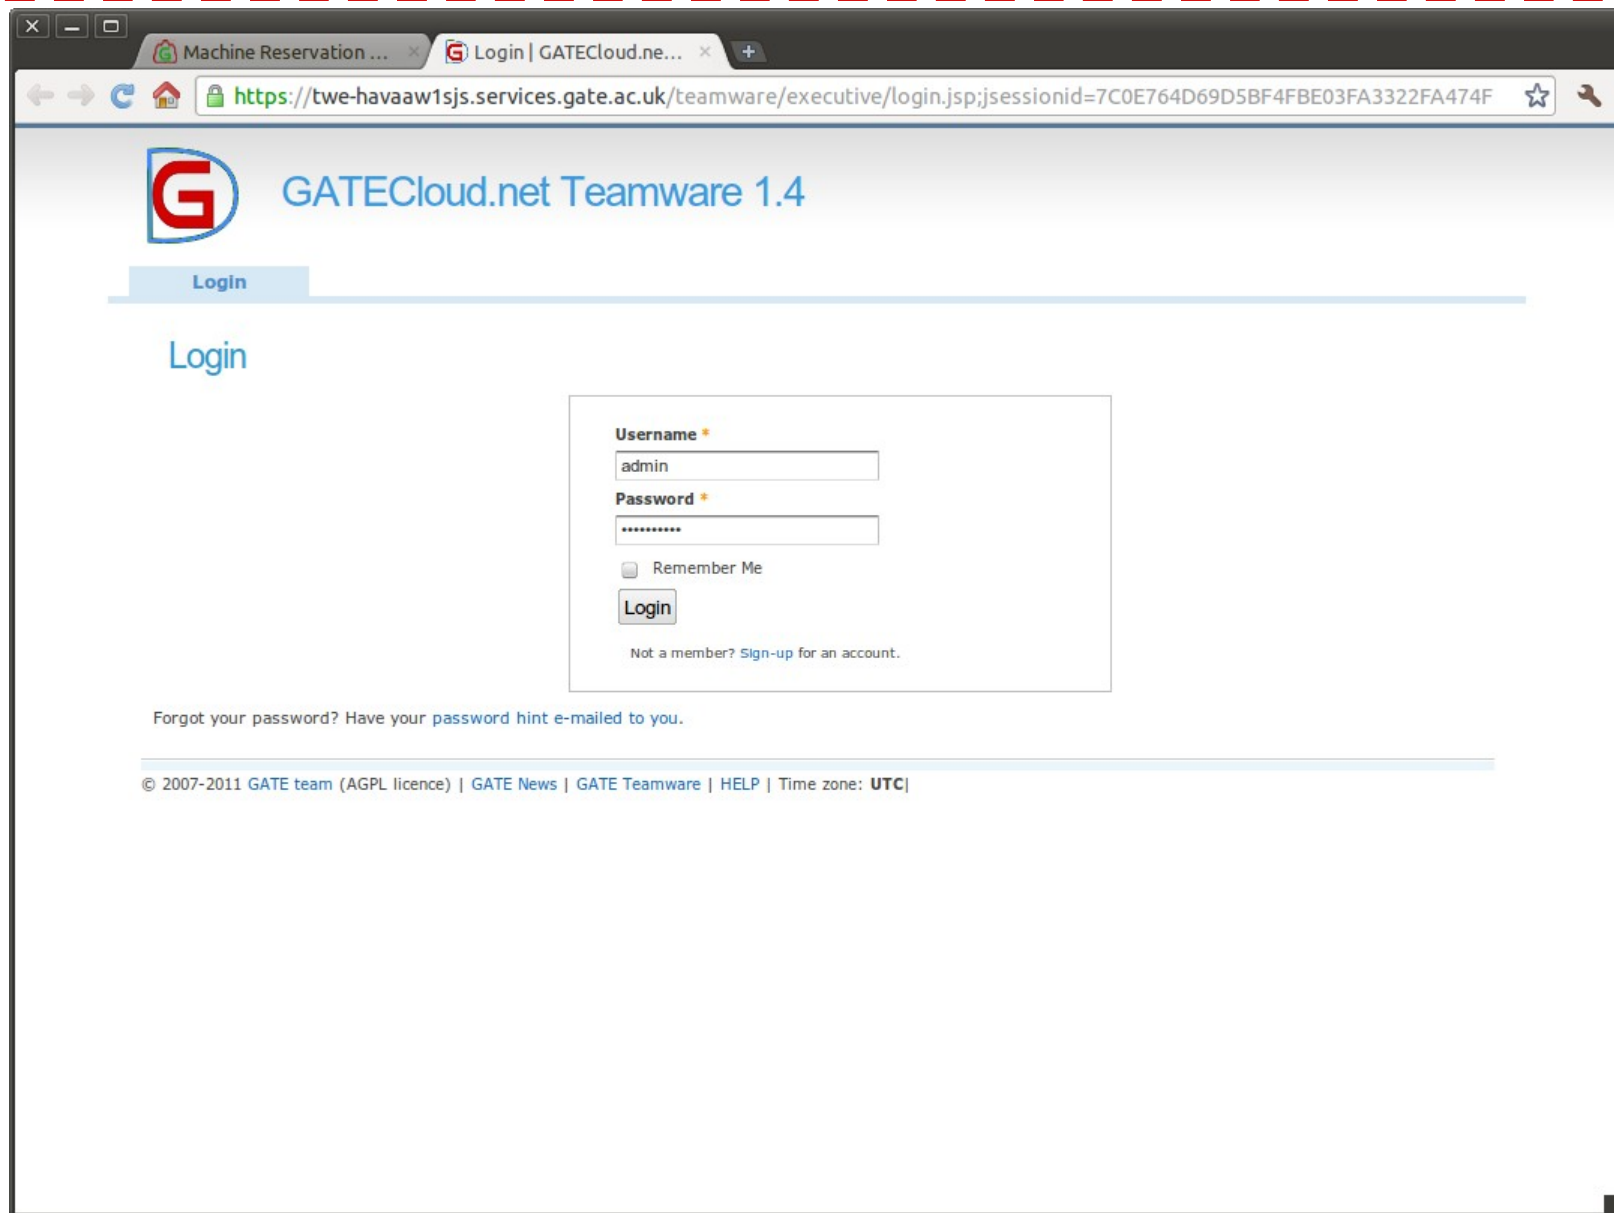 Machine Reservation ...
Login | GATECloud.ne...
https://twe-havaaw1sjs.services.gate.ac.uk/teamware/executive/login.jsp;jsessionid=7C0E764D69D5BF4FBE03FA3322FA474F
G
GATECloud.net Teamware 1.4
Login
Login
Username *
admin
Password *
••••••••••
Remember Me
Login
Not a member? Sign-up for an account.
Forgot your password? Have your password hint e-mailed to you.
© 2007-2011 GATE team (AGPL licence) | GATE News | GATE Teamware | HELP | Time zone: UTC|